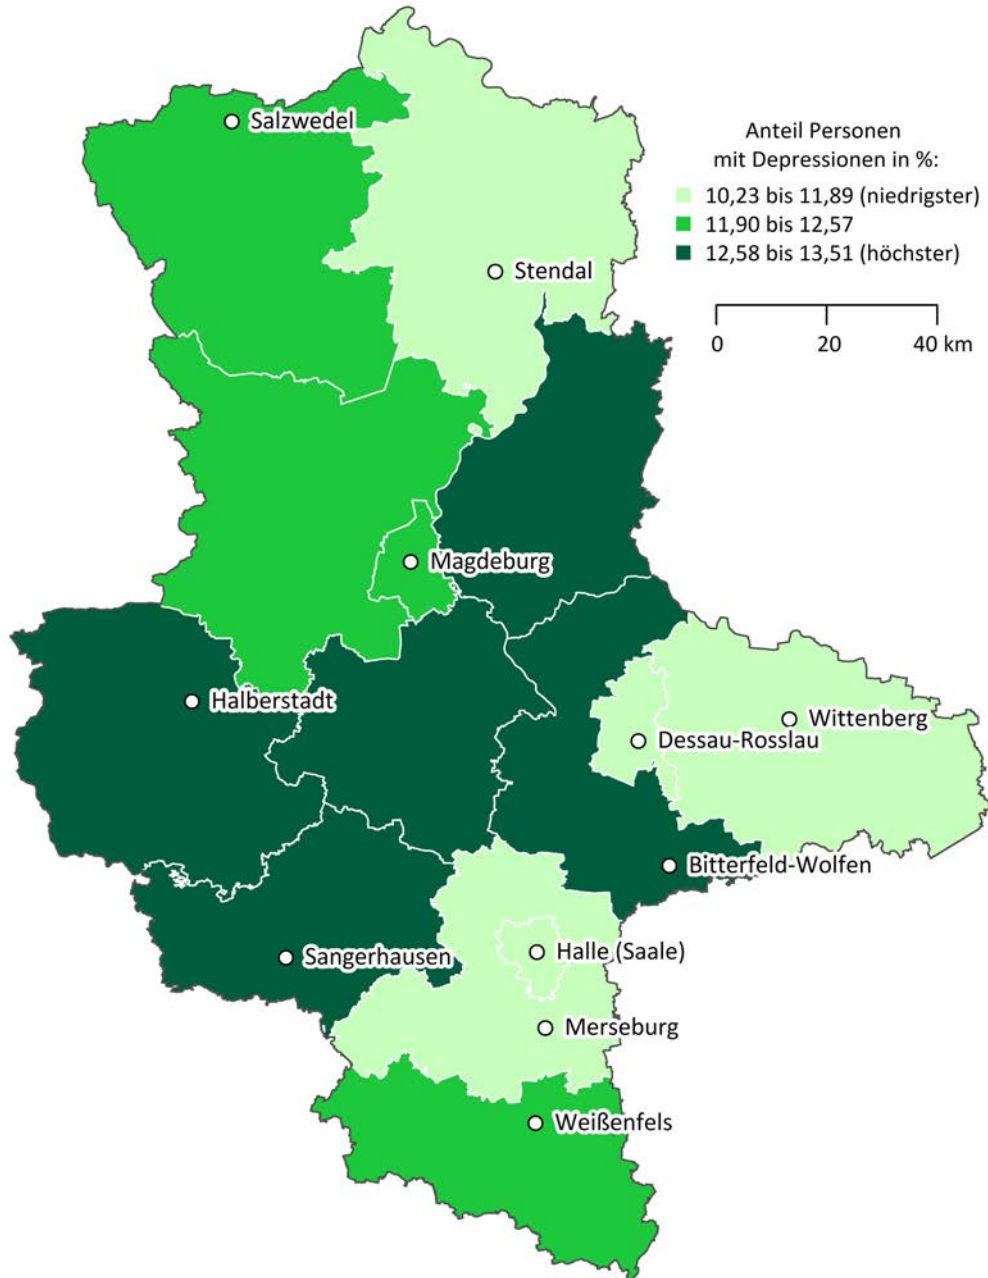 Salzwedel
Anteil Personen
mit Depressionen in %:
10,23 bis 11,89 (niedrigster)
11,90 bis 12,57
12,58 bis 13,51 (höchster)
Stendal
0 20 40 km
Magdeburg
Halberstadt
Wittenberg
Dessau-Rosslau
Bitterfeld-Wolfen
Sangerhausen
Halle (Saale)
Merseburg
Weißenfels